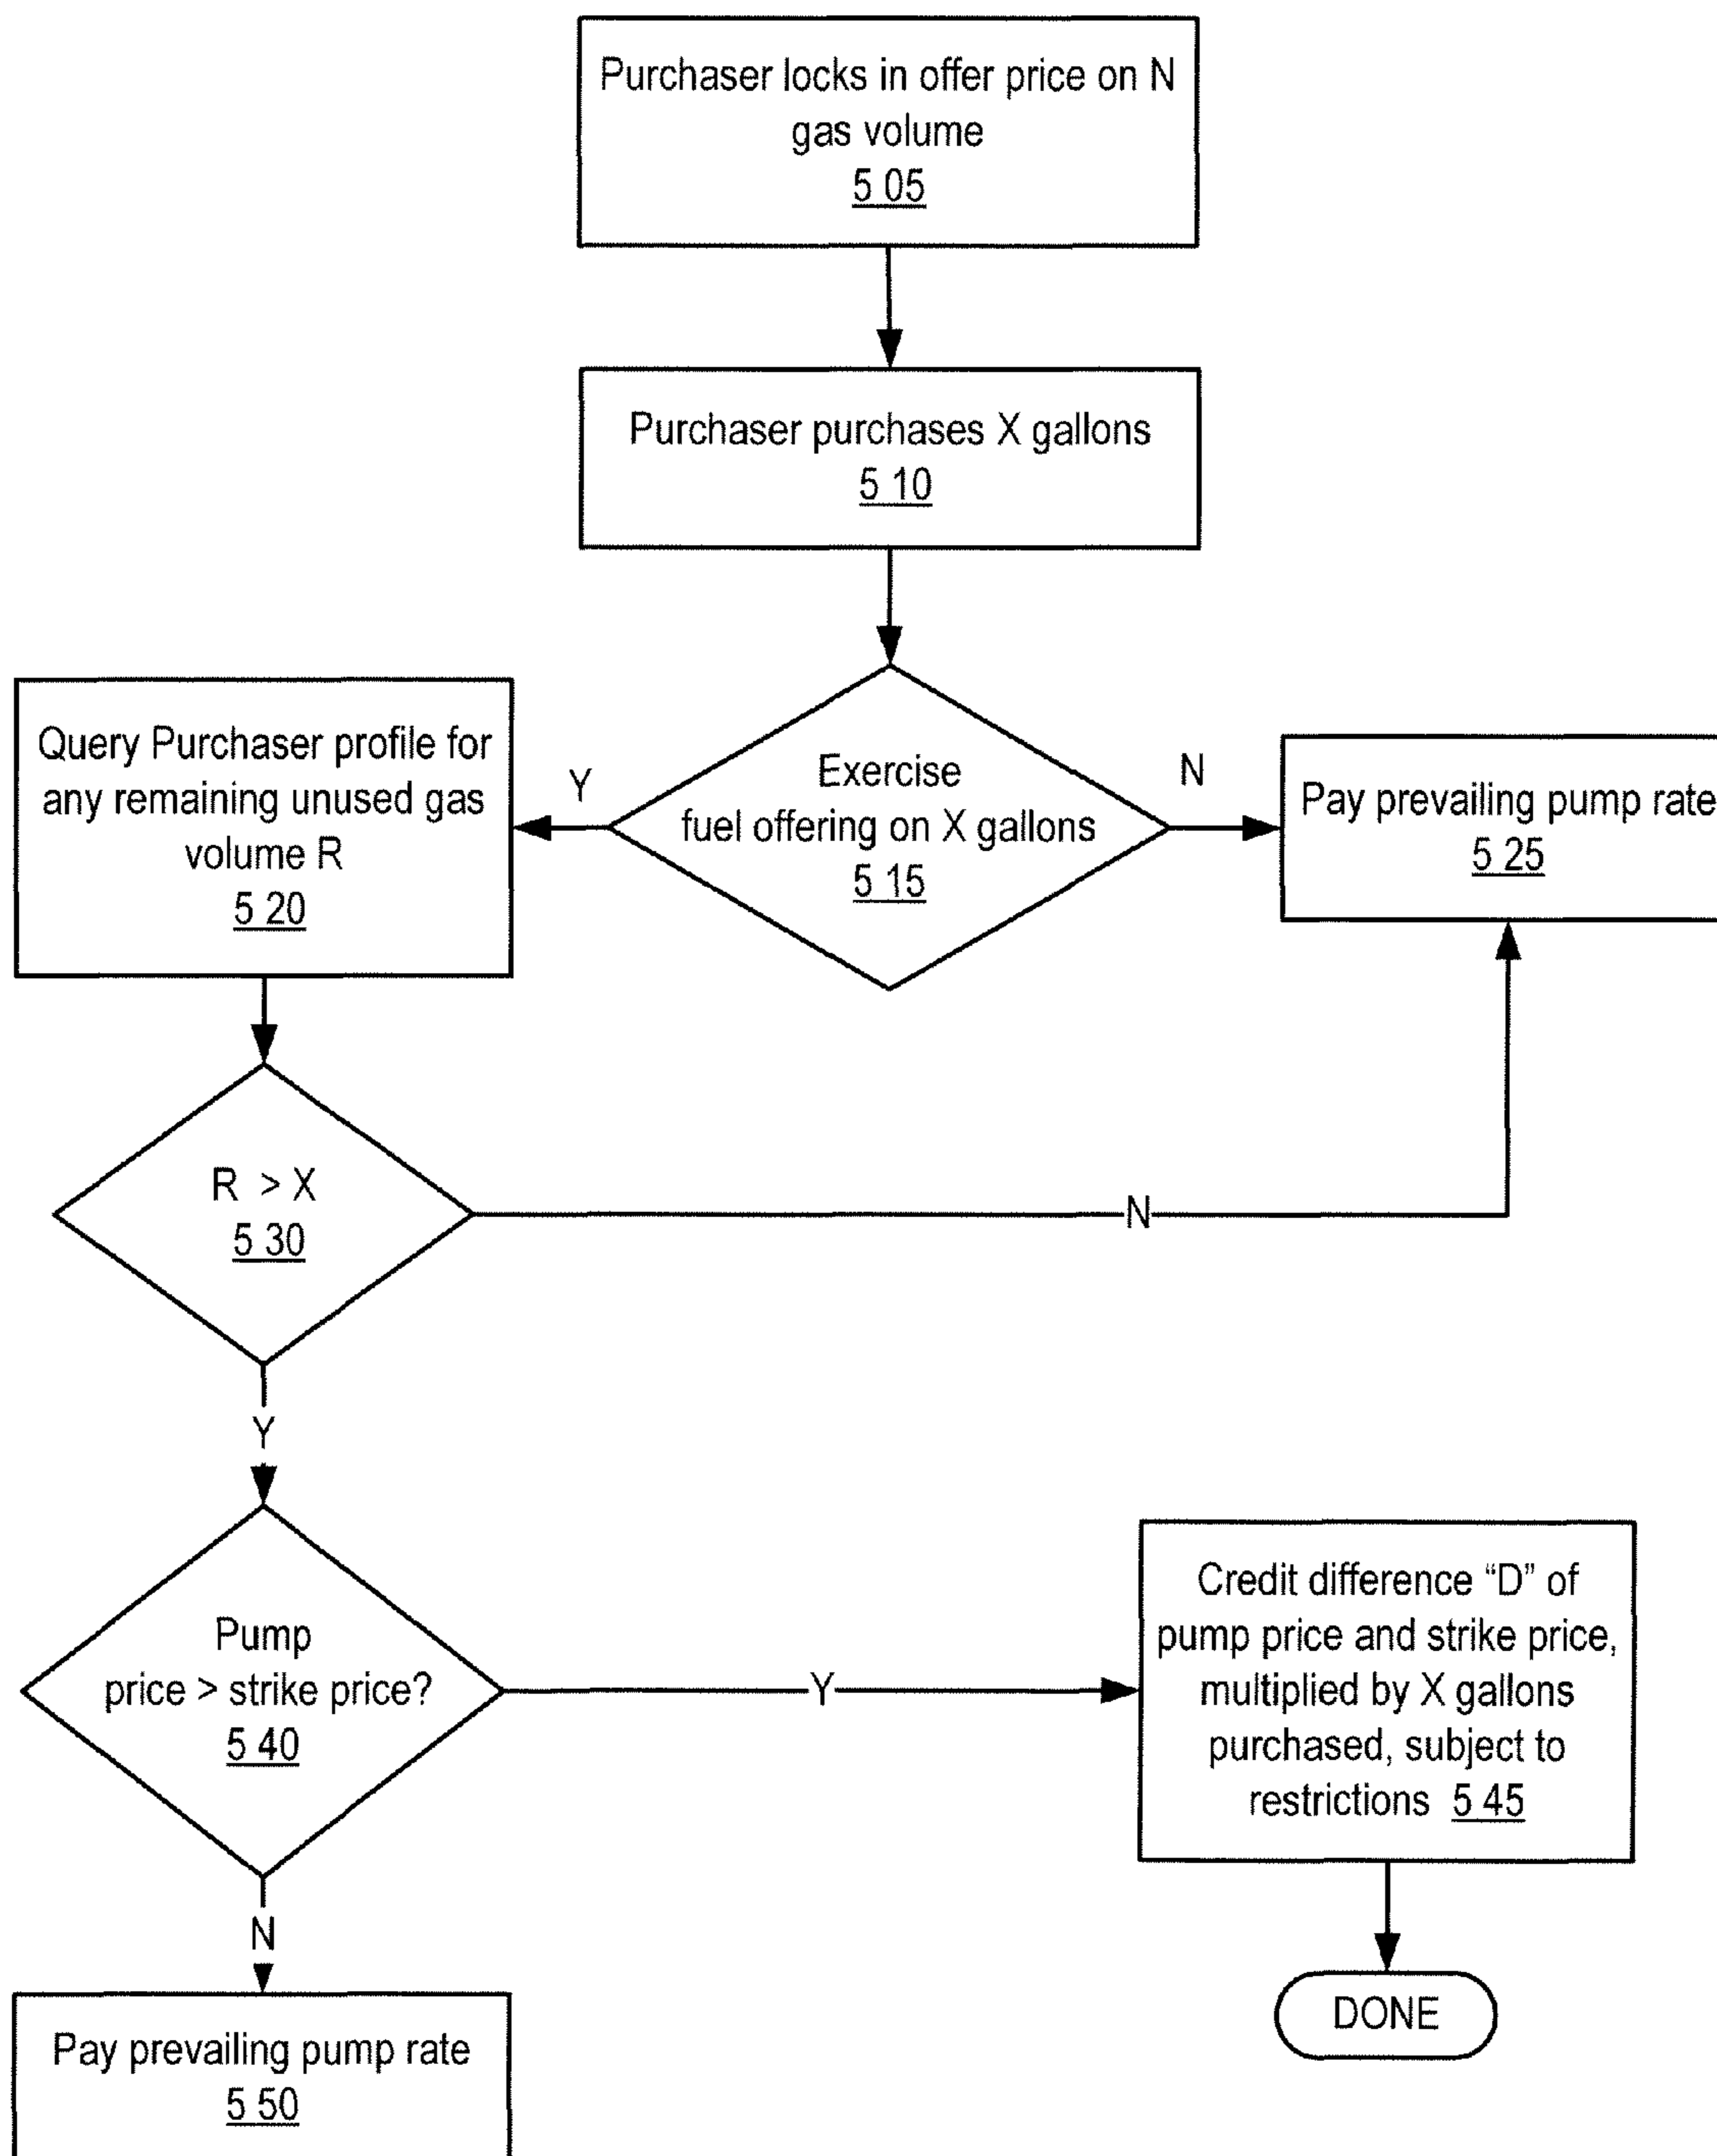 Purchaser locks in offer price on N
gas volume
5 05
Purchaser purchases X gallons
5 10
Exercise
fuel offering on X gallons
5 15
Y
N
Query Purchaser profile for
any remaining unused gas
volume R
5 20
Pay prevailing pump rate
5 25
R > X
5 30
N
Y
Pump
price > strike price?
5 40
Y
Credit difference “D” of
pump price and strike price,
multiplied by X gallons
purchased, subject to
restrictions 5 45
N
DONE
Pay prevailing pump rate
5 50